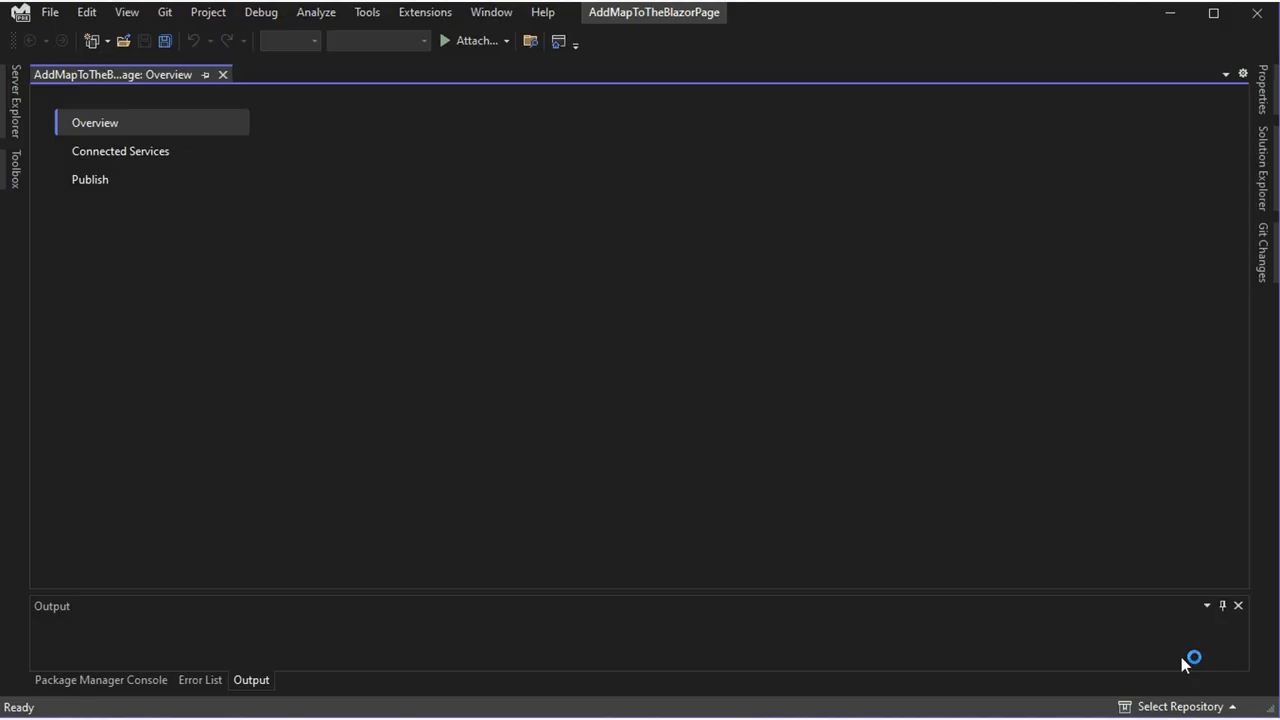 File Edit View Git Project Debug Analyze Tools Extensions Window Help AddMapToTheBlazorPage
PRE
Attach...
AddMapToTheB...age: Overview
Server Explorer
Toolbox
Overview
Connected Services
Publish
Properties
Solution Explorer
Git Changes
Output
Package Manager Console Error List Output
Ready Select Repository